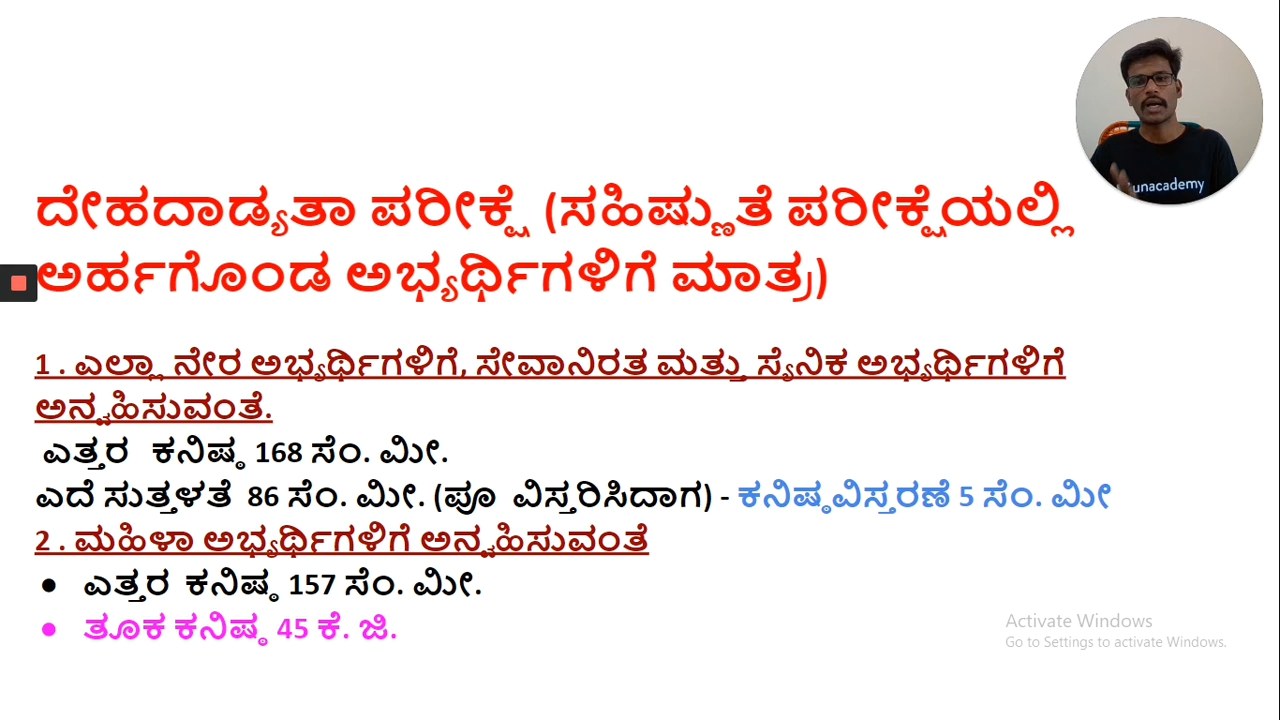 ದೇಹದಾಡ್ಯತಾ ಪರೀಕ್ಷೆ (ಸಹಿಷ್ಣುತೆ ಪರೀಕ್ಷೆಯಲ್ಲಿ
ಅರ್ಹಗೊಂಡ ಅಭ್ಯರ್ಥಿಗಳಿಗೆ ಮಾತ್ರ)
1 . ಎಲ್ಲಾ ನೇರ ಅಭ್ಯರ್ಥಿಗಳಿಗೆ, ಸೇವಾನಿರತ ಮತ್ತು ಸೈನಿಕ ಅಭ್ಯರ್ಥಿಗಳಿಗೆ
ಅನ್ವಹಿಸುವಂತೆ.
ಎತ್ತರ ಕನಿಷ್ಠ 168 ಸೆಂ. ಮೀ.
ಎದೆ ಸುತ್ತಳತೆ 86 ಸೆಂ. ಮೀ. (ಪೂ ವಿಸ್ತರಿಸಿದಾಗ) - ಕನಿಷ್ಠವಿಸ್ತರಣೆ 5 ಸೆಂ. ಮೀ
2 . ಮಹಿಳಾ ಅಭ್ಯರ್ಥಿಗಳಿಗೆ ಅನ್ವಹಿಸುವಂತೆ
● ಎತ್ತರ ಕನಿಷ್ಠ 157 ಸೆಂ. ಮೀ.
● ತೂಕ ಕನಿಷ್ಠ 45 ಕೆ. ಜಿ.
unacademy
Activate Windows
Go to Settings to activate Windows.